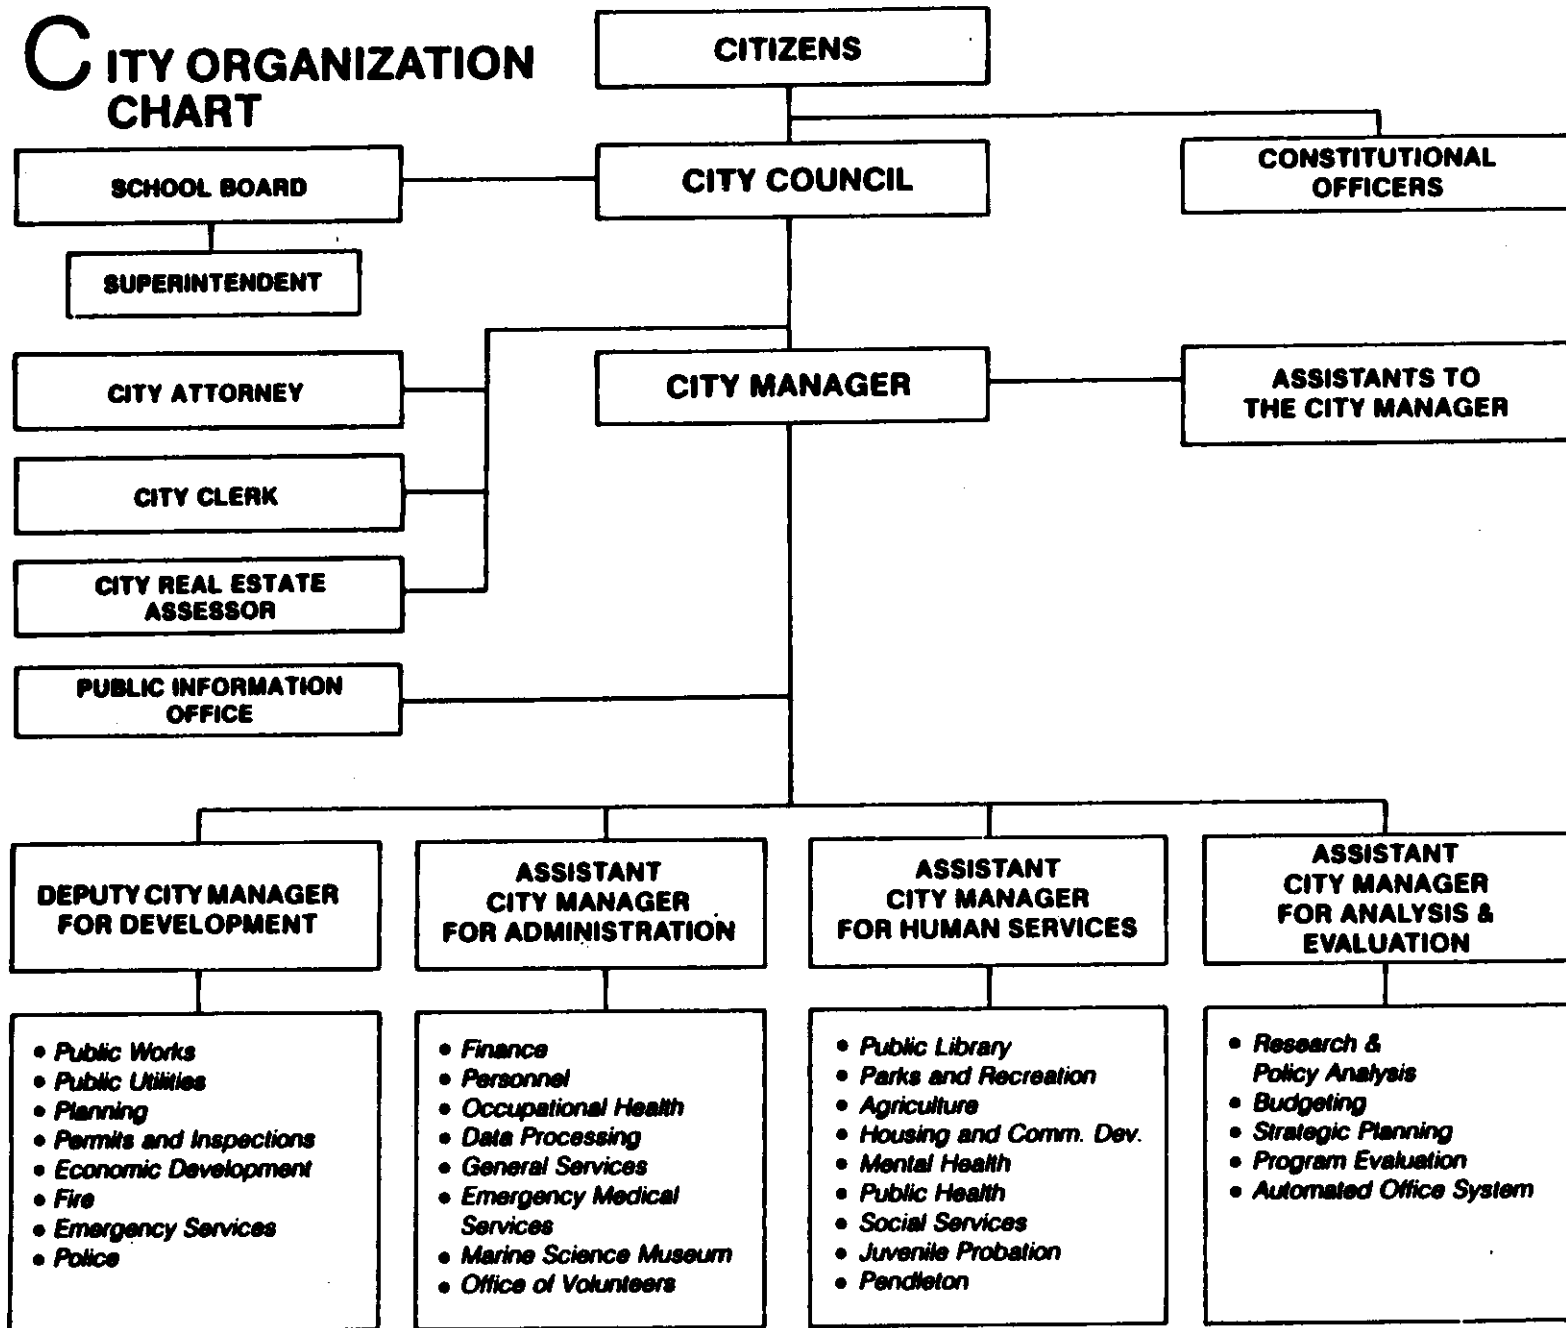 CITY ORGANIZATION
CHART
CITIZENS
SCHOOL BOARD
CITY COUNCIL
CONSTITUTIONAL
OFFICERS
SUPERINTENDENT
CITY ATTORNEY
CITY MANAGER
ASSISTANTS TO
THE CITY MANAGER
CITY CLERK
CITY REAL ESTATE
ASSESSOR
PUBLIC INFORMATION
OFFICE
DEPUTY CITY MANAGER
FOR DEVELOPMENT
ASSISTANT
CITY MANAGER
FOR ADMINISTRATION
ASSISTANT
CITY MANAGER
FOR HUMAN SERVICES
ASSISTANT
CITY MANAGER
FOR ANALYSIS &
EVALUATION
• Public Works
• Public Utilities
• Planning
• Permits and Inspections
• Economic Development
• Fire
• Emergency Services
• Police
• Finance
• Personnel
• Occupational Health
• Data Processing
• General Services
• Emergency Medical
Services
• Marine Science Museum
• Office of Volunteers
• Public Library
• Parks and Recreation
• Agriculture
• Housing and Comm. Dev.
• Mental Health
• Public Health
• Social Services
• Juvenile Probation
• Pendleton
• Research &
Policy Analysis
• Budgeting
• Strategic Planning
• Program Evaluation
• Automated Office System